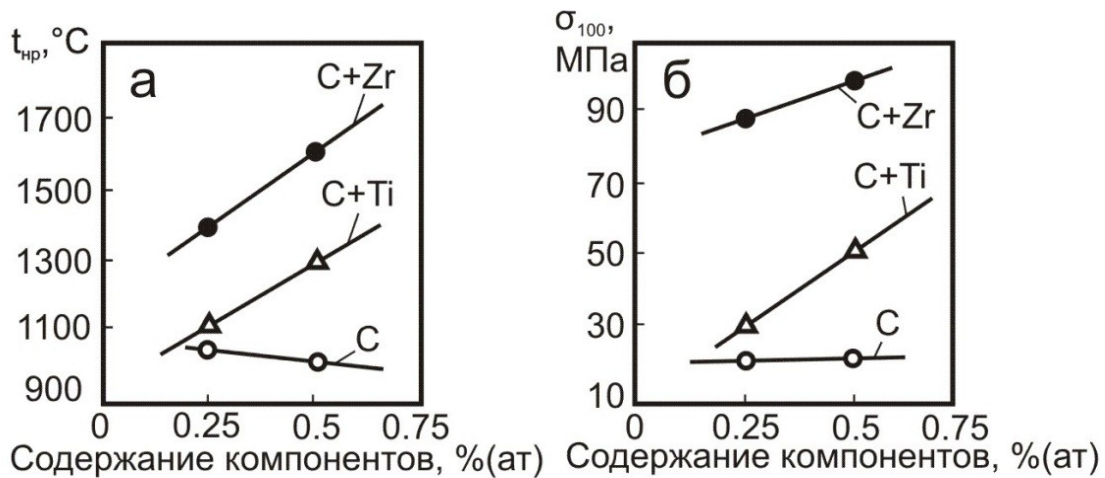 tнр,°C
а
1700
1500
1300
1100
900
C+Zr
C+Ti
C
0 0.25 0.5 0.75
Содержание компонентов, %(ат)
σ100,
МПа
б
90
70
50
30
10
C+Zr
C+Ti
C
0 0.25 0.5 0.75
Содержание компонентов, %(ат)